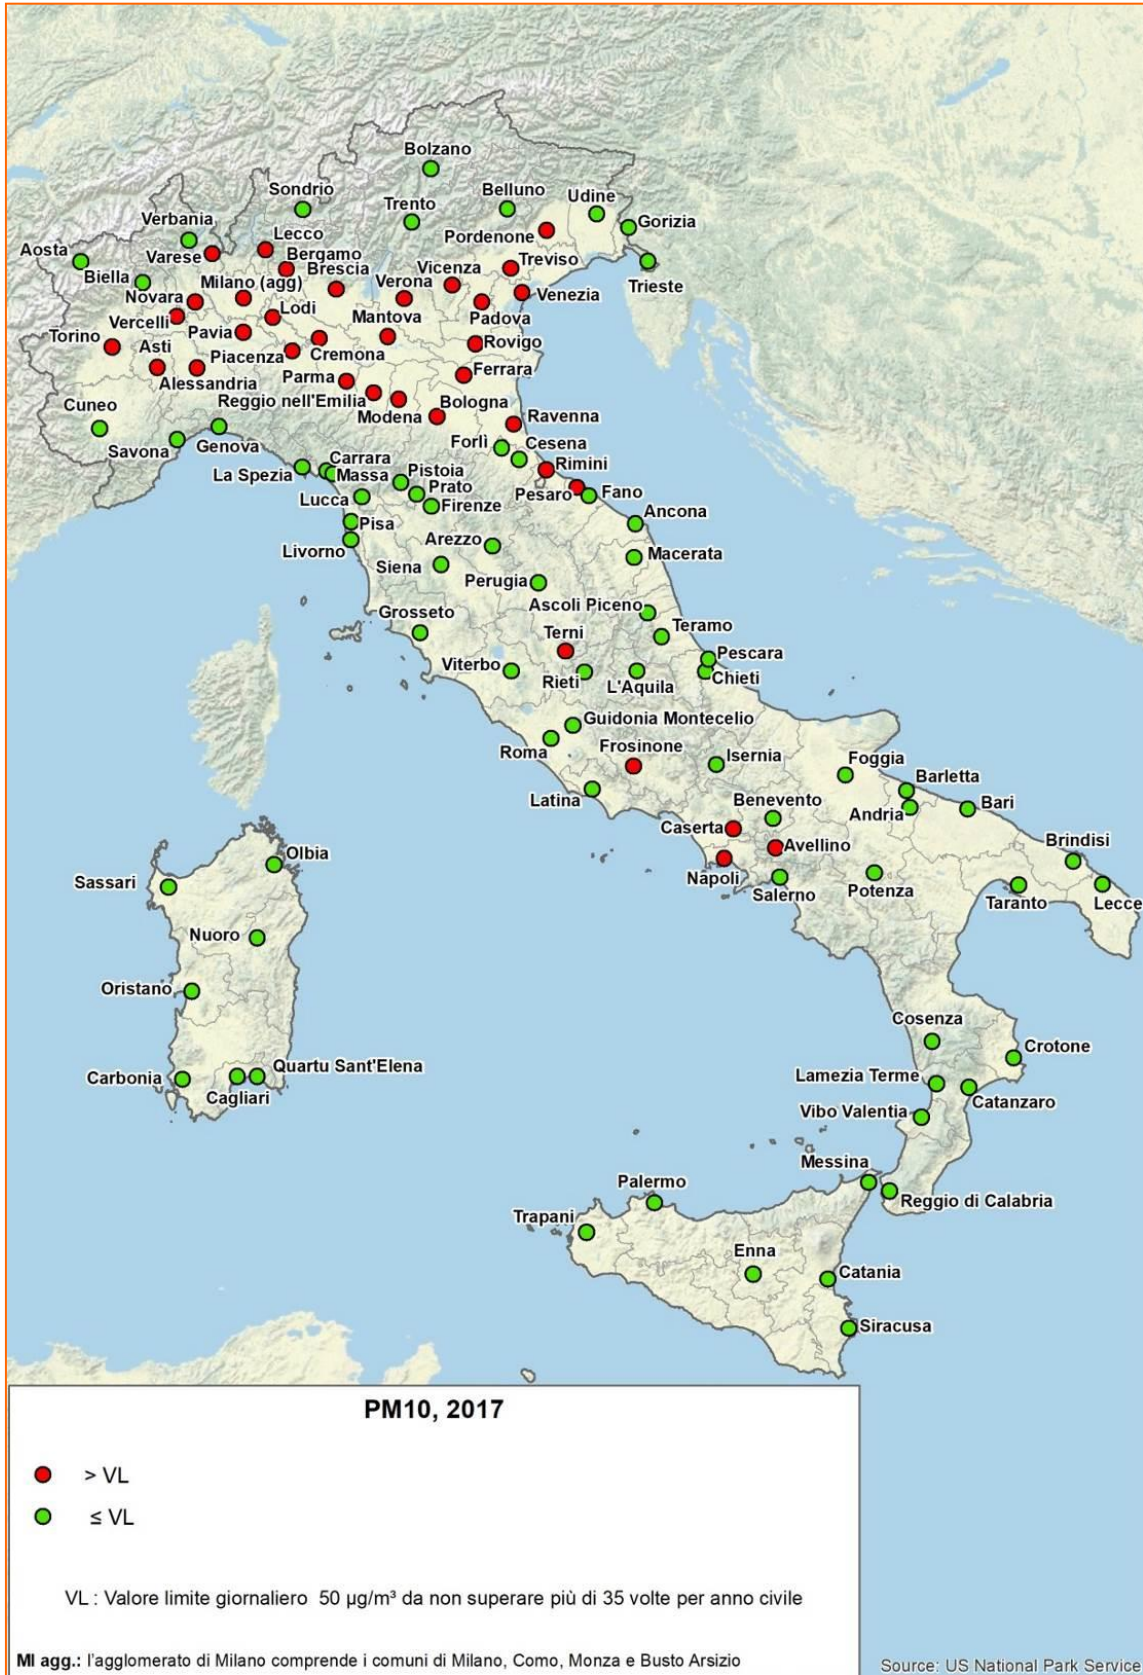 Bolzano
Sondrio
Belluno
Udine
Trento
Verbania
Gorizia
Lecco
Pordenone
Aosta
Varese
Bergamo
Treviso
Biella
Brescia
Vicenza
Milano (agg)
Verona
Trieste
Novara
Venezia
Lodi
Padova
Vercelli
Mantova
Pavia
Torino
Asti
Rovigo
Piacenza
Cremona
Ferrara
Alessandria
Parma
Reggio nell'Emilia
Bologna
Cuneo
Modena
Ravenna
Savona
Genova
Forlì
Cesena
Carrara
La Spezia
Massa
Pistoia
Rimini
Prato
Pesaro
Fano
Lucca
Firenze
Pisa
Ancona
Arezzo
Livorno
Macerata
Siena
Perugia
Ascoli Piceno
Grosseto
Teramo
Terni
Pescara
Viterbo
Rieti
L'Aquila
Chieti
Guidonia Montecelio
Roma
Frosinone
Isernia
Foggia
Barletta
Latina
Benevento
Andria
Bari
Caserta
Avellino
Brindisi
Olbia
Napoli
Sassari
Salerno
Potenza
Taranto
Lecce
Nuoro
Oristano
Cosenza
Crotone
Quartu Sant'Elena
Carbonia
Lamezia Terme
Cagliari
Catanzaro
Vibo Valentia
Messina
Palermo
Reggio di Calabria
Trapani
Enna
Catania
Siracusa
PM10, 2017
> VL
≤ VL
VL : Valore limite giornaliero 50 µg/m³ da non superare più di 35 volte per anno civile
MI agg.: l'agglomerato di Milano comprende i comuni di Milano, Como, Monza e Busto Arsizio
Source: US National Park Service